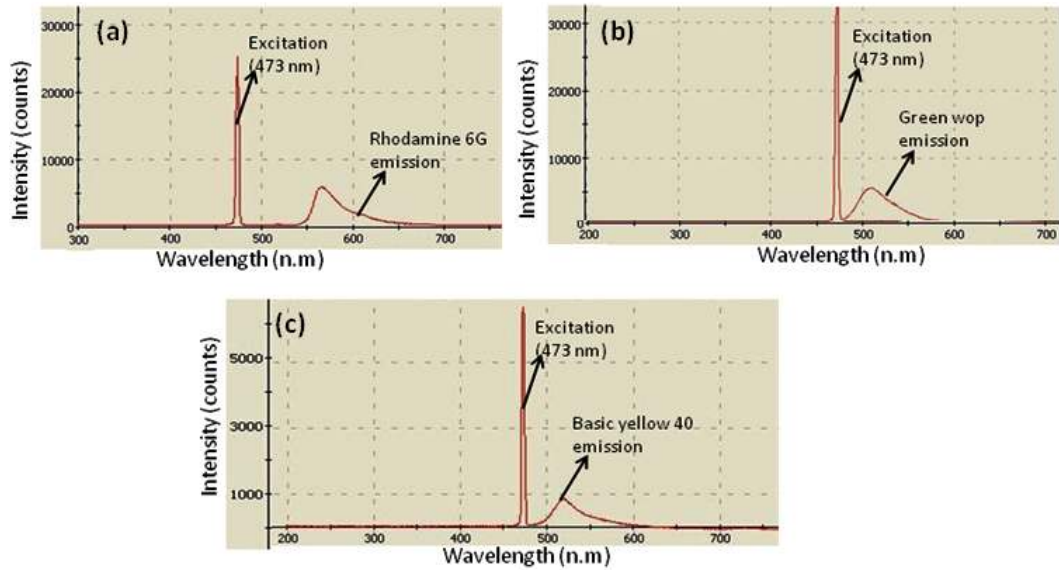 (a)
30000
20000
10000
0
Intensity (counts)
Excitation
(473 nm)
Rhodamine 6G
emission
300 400 500 600 700
Wavelength (n.m)
(b)
30000
20000
10000
0
Intensity (counts)
Excitation
(473 nm)
Green wop
emission
200 300 400 500 600 700
Wavelength (n.m)
(c)
5000
3000
1000
Intensity (counts)
Excitation
(473 nm)
Basic yellow 40
emission
180 300 400 500 600 700
Wavelength (n.m)